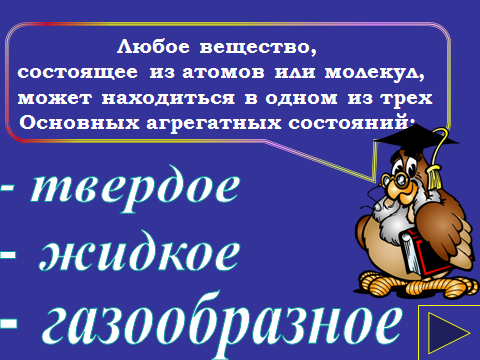 Любое вещество,
состоящее из атомов или молекул,
может находиться в одном из трех
Основных агрегатных состояний:
- твердое
- жидкое
- газообразное